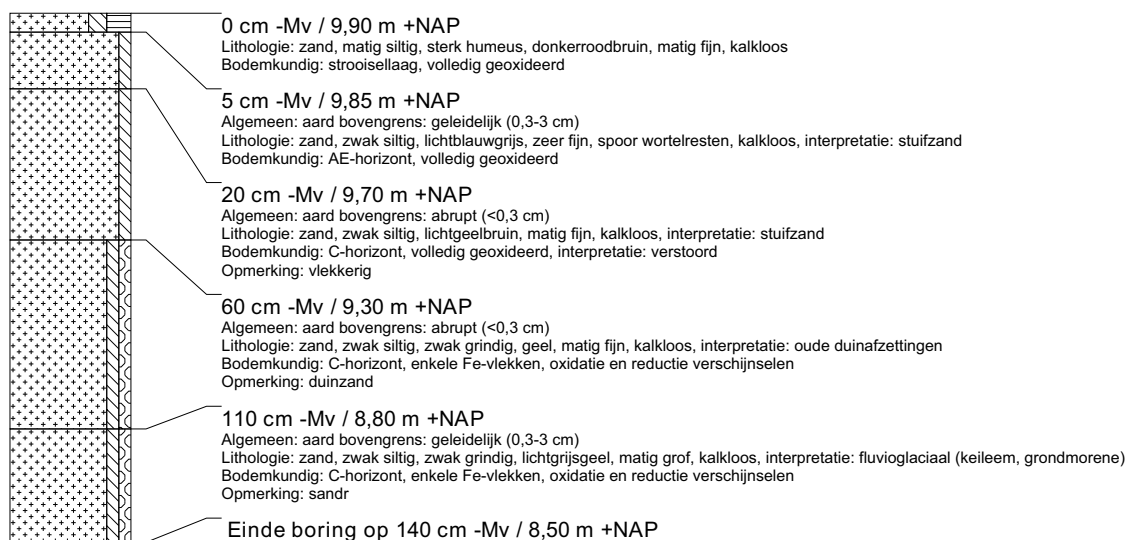 0 cm -Mv / 9,90 m +NAP
Lithologie: zand, matig siltig, sterk humeus, donkerroodbruin, matig fijn, kalkloos
Bodemkundig: strooisellaag, volledig geoxideerd
5 cm -Mv / 9,85 m +NAP
Algemeen: aard bovengrens: geleidelijk (0,3-3 cm)
Lithologie: zand, zwak siltig, lichtblauwgrijs, zeer fijn, spoor wortelresten, kalkloos, interpretatie: stuifzand
Bodemkundig: AE-horizont, volledig geoxideerd
20 cm -Mv / 9,70 m +NAP
Algemeen: aard bovengrens: abrupt (<0,3 cm)
Lithologie: zand, zwak siltig, lichtgeelbruin, matig fijn, kalkloos, interpretatie: stuifzand
Bodemkundig: C-horizont, volledig geoxideerd, interpretatie: verstoord
Opmerking: vlekkerig
60 cm -Mv / 9,30 m +NAP
Algemeen: aard bovengrens: abrupt (<0,3 cm)
Lithologie: zand, zwak siltig, zwak grindig, geel, matig fijn, kalkloos, interpretatie: oude duinafzettingen
Bodemkundig: C-horizont, enkele Fe-vlekken, oxidatie en reductie verschijnselen
Opmerking: duinzand
110 cm -Mv / 8,80 m +NAP
Algemeen: aard bovengrens: geleidelijk (0,3-3 cm)
Lithologie: zand, zwak siltig, zwak grindig, lichtgrijsgeel, matig grof, kalkloos, interpretatie: fluvioglaciaal (keileem, grondmorene)
Bodemkundig: C-horizont, enkele Fe-vlekken, oxidatie en reductie verschijnselen
Opmerking: sandr
Einde boring op 140 cm -Mv / 8,50 m +NAP